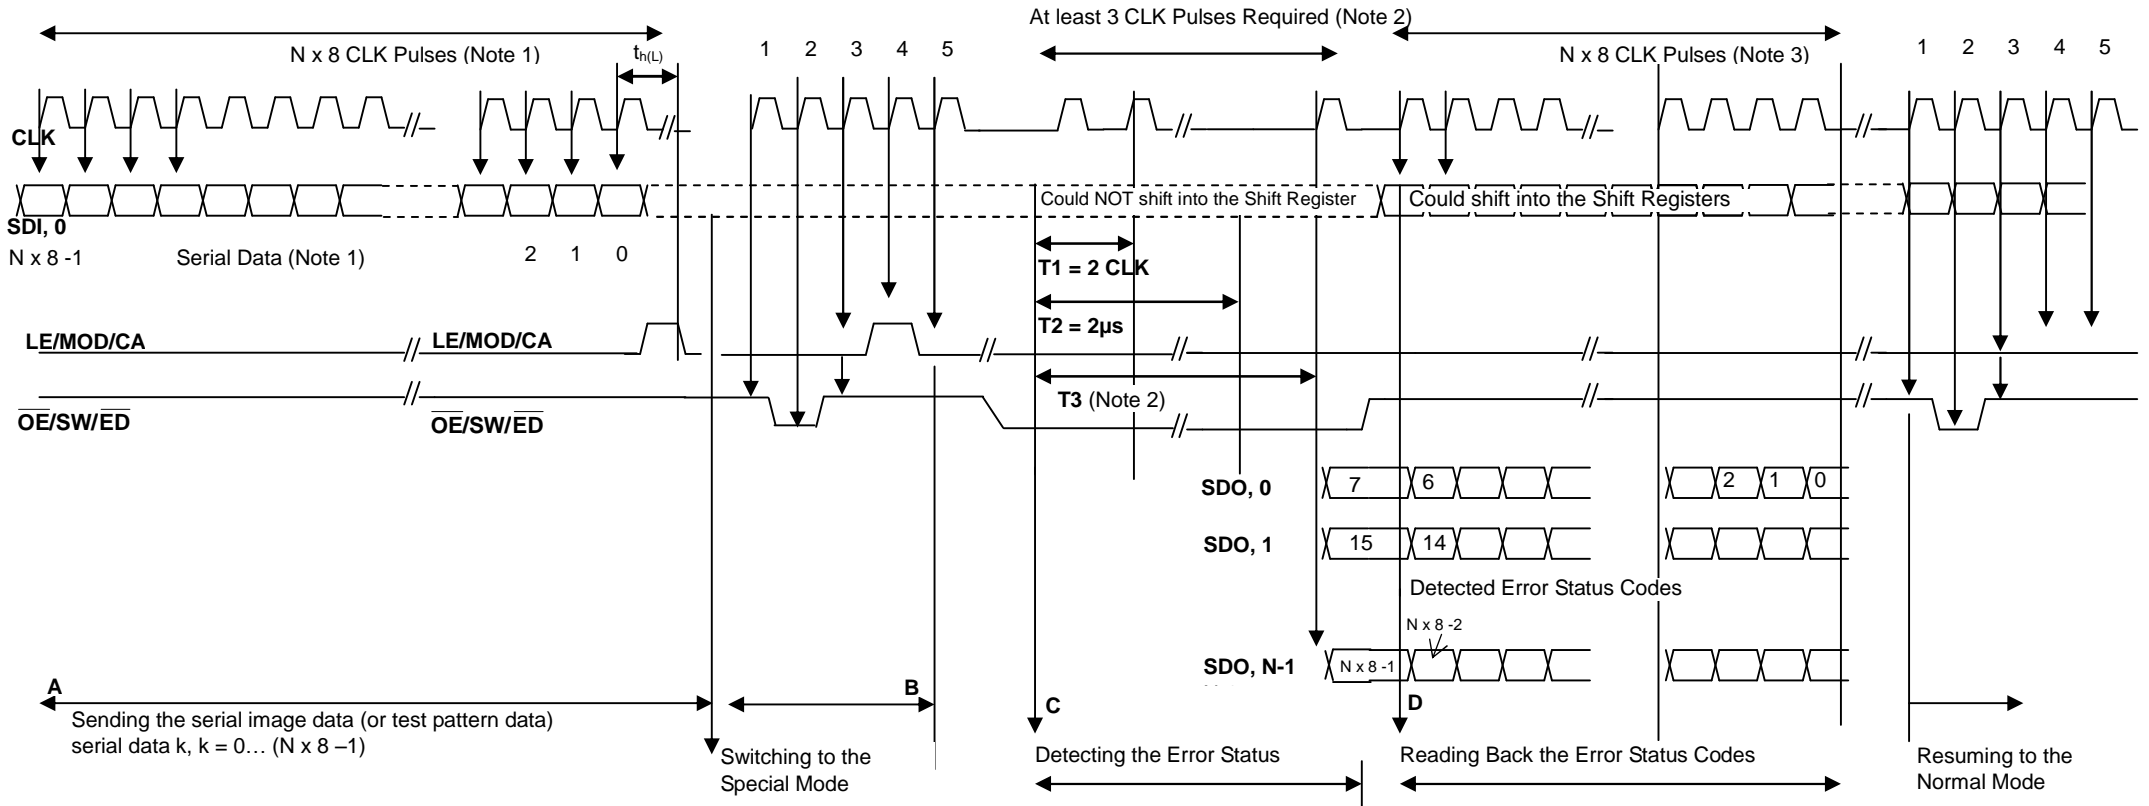 At least 3 CLK Pulses Required (Note 2)
N x 8 CLK Pulses (Note 1)
th(L)
1 2 3 4 5
N x 8 CLK Pulses (Note 3)
1 2 3 4 5
CLK
Could NOT shift into the Shift Register
Could shift into the Shift Registers
SDI, 0
N x 8 -1
Serial Data (Note 1)
2 1 0
T1 = 2 CLK
T2 = 2µs
LE/MOD/CA
LE/MOD/CA
T3 (Note 2)
OE/SW/ED
OE/SW/ED
SDO, 0
7 6 2 1 0
SDO, 1
15 14
Detected Error Status Codes
N x 8 -2
SDO, N-1
N x 8 -1
A
B
C
D
Sending the serial image data (or test pattern data)
serial data k, k = 0… (N x 8 –1)
Switching to the
Special Mode
Detecting the Error Status
Reading Back the Error Status Codes
Resuming to the
Normal Mode